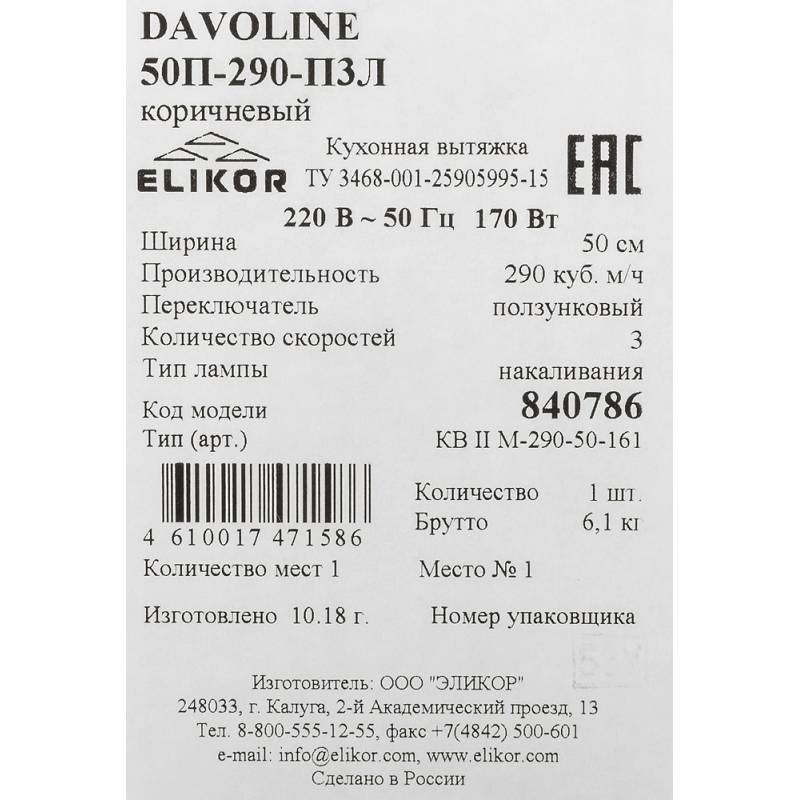 DAVOLINE
50П-290-П3Л
коричневый
ELIKOR
Кухонная вытяжка
ТУ 3468-001-25905995-15
EAC
220 В ~ 50 Гц 170 Вт
Ширина 50 см
Производительность 290 куб. м/ч
Переключатель ползунковый
Количество скоростей 3
Тип лампы накаливания
Код модели 840786
Тип (арт.) КВ II М-290-50-161
Количество 1 шт.
Брутто 6,1 кг
4 610017 471586
Количество мест 1 Место № 1
Изготовлено 10.18 г. Номер упаковщика
Изготовитель: ООО "ЭЛИКОР"
248033, г. Калуга, 2-й Академический проезд, 13
Тел. 8-800-555-12-55, факс +7(4842) 500-601
e-mail: info@elikor.com, www.elikor.com
Сделано в России